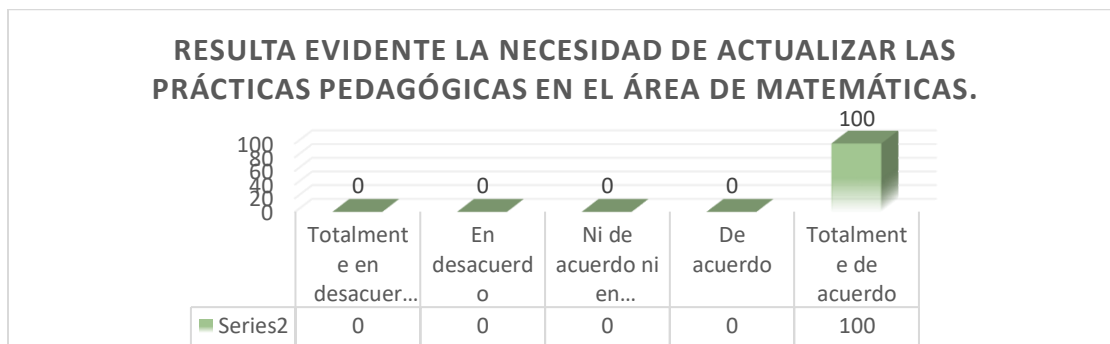 RESULTA EVIDENTE LA NECESIDAD DE ACTUALIZAR LAS
PRÁCTICAS PEDAGÓGICAS EN EL ÁREA DE MATEMÁTICAS.
100
80
60
40
20
0
0
0
0
0
100
Totalment
e en
desacuer...
En
desacuerd
o
Ni de
acuerdo ni
en...
De
acuerdo
Totalment
e de
acuerdo
Series2 0 0 0 0 100